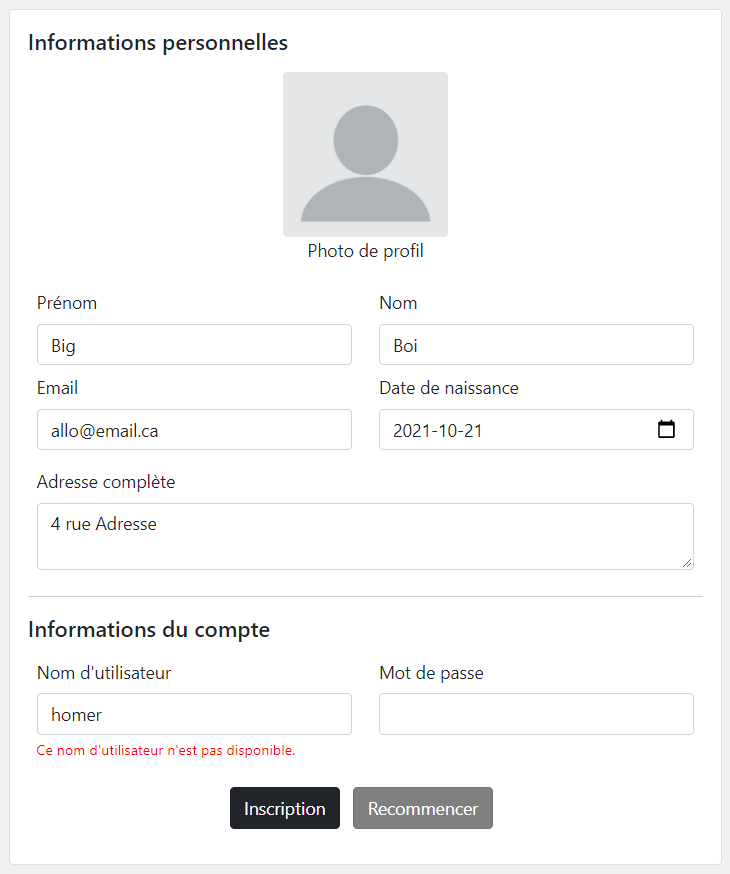 Informations personnelles
Photo de profil
Prénom
Nom
Big
Boi
Email
Date de naissance
allo@email.ca
2021-10-21
Adresse complète
4 rue Adresse
Informations du compte
Nom d'utilisateur
Mot de passe
homer
Ce nom d'utilisateur n'est pas disponible.
Inscription
Recommencer